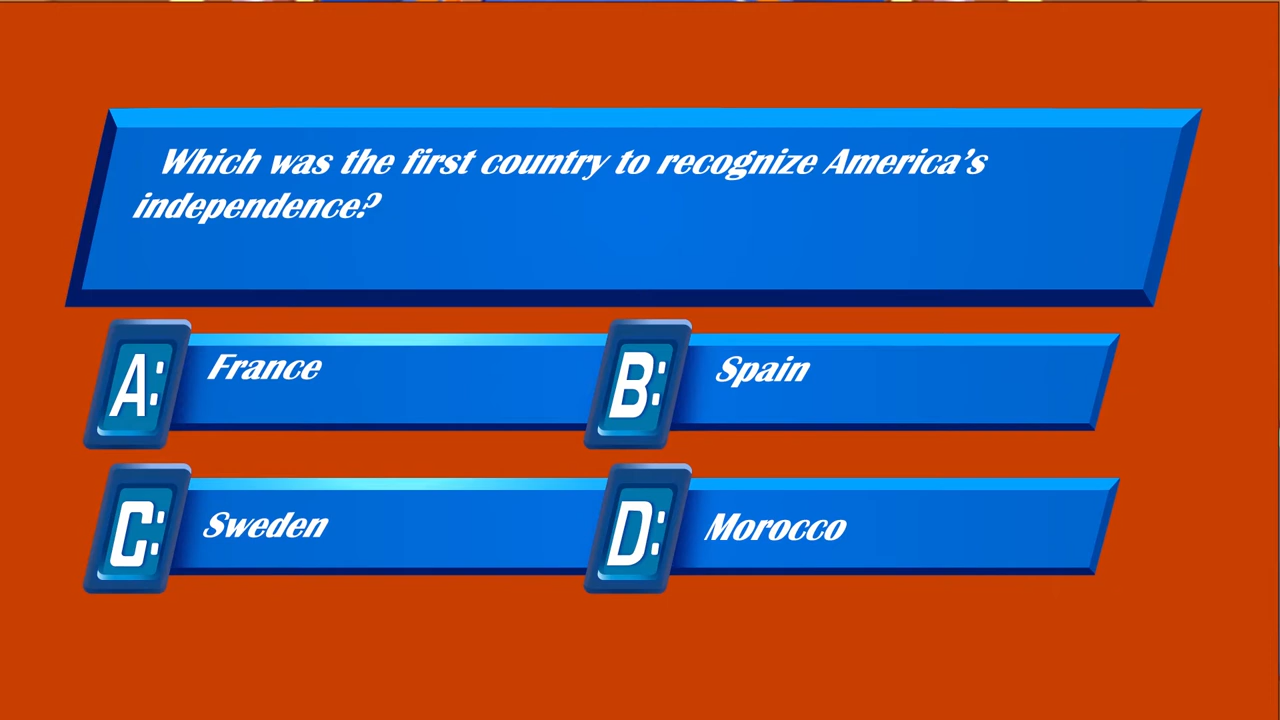 Which was the first country to recognize America's
independence?
A: France
B: Spain
C: Sweden
D: Morocco